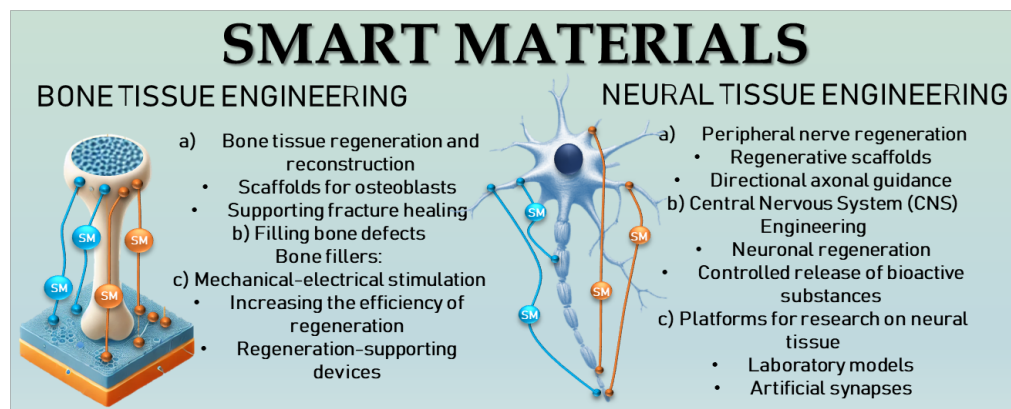 SMART MATERIALS
BONE TISSUE ENGINEERING
a) Bone tissue regeneration and
reconstruction
• Scaffolds for osteoblasts
• Supporting fracture healing
b) Filling bone defects
Bone fillers:
c) Mechanical-electrical stimulation
• Increasing the efficiency of
regeneration
• Regeneration-supporting
devices
SM
SM
SM
SM
NEURAL TISSUE ENGINEERING
a) Peripheral nerve regeneration
• Regenerative scaffolds
• Directional axonal guidance
b) Central Nervous System (CNS)
Engineering
• Neuronal regeneration
• Controlled release of bioactive
substances
c) Platforms for research on neural
tissue
• Laboratory models
• Artificial synapses
SM
SM
SM
SM